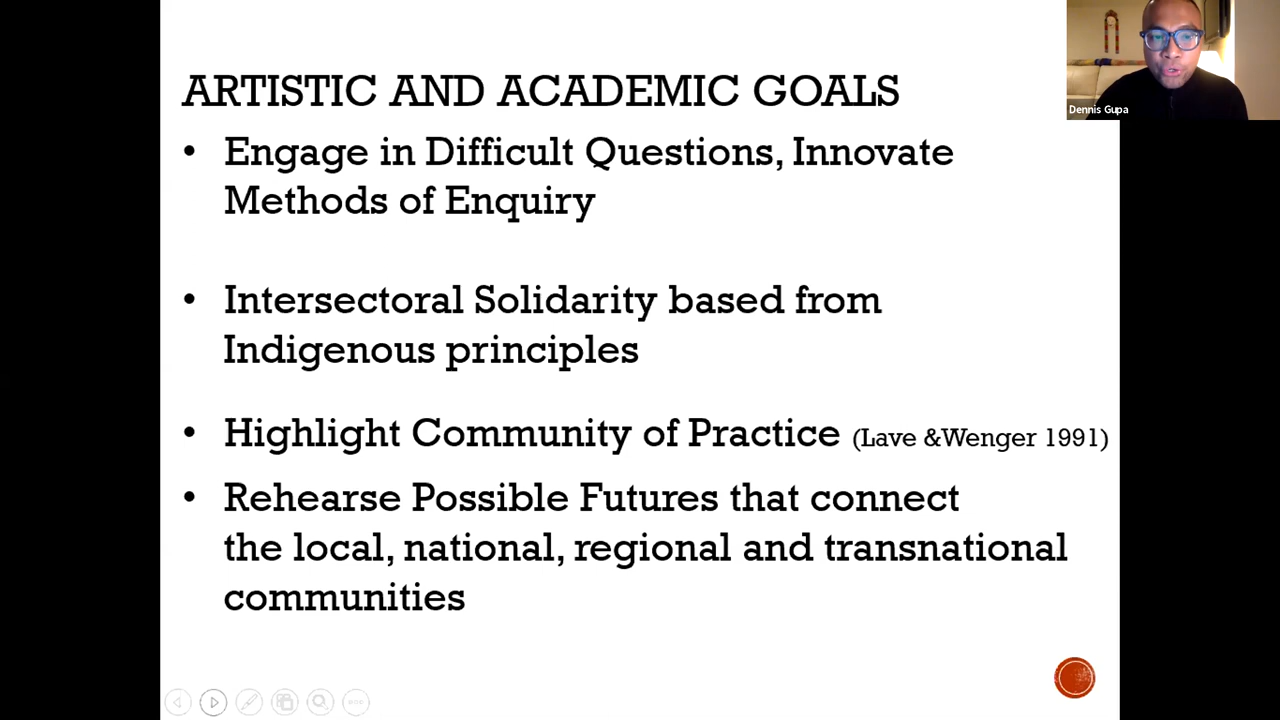 Dennis Gupa
ARTISTIC AND ACADEMIC GOALS
• Engage in Difficult Questions, Innovate
Methods of Enquiry
• Intersectoral Solidarity based from
Indigenous principles
• Highlight Community of Practice (Lave &Wenger 1991)
• Rehearse Possible Futures that connect
the local, national, regional and transnational
communities